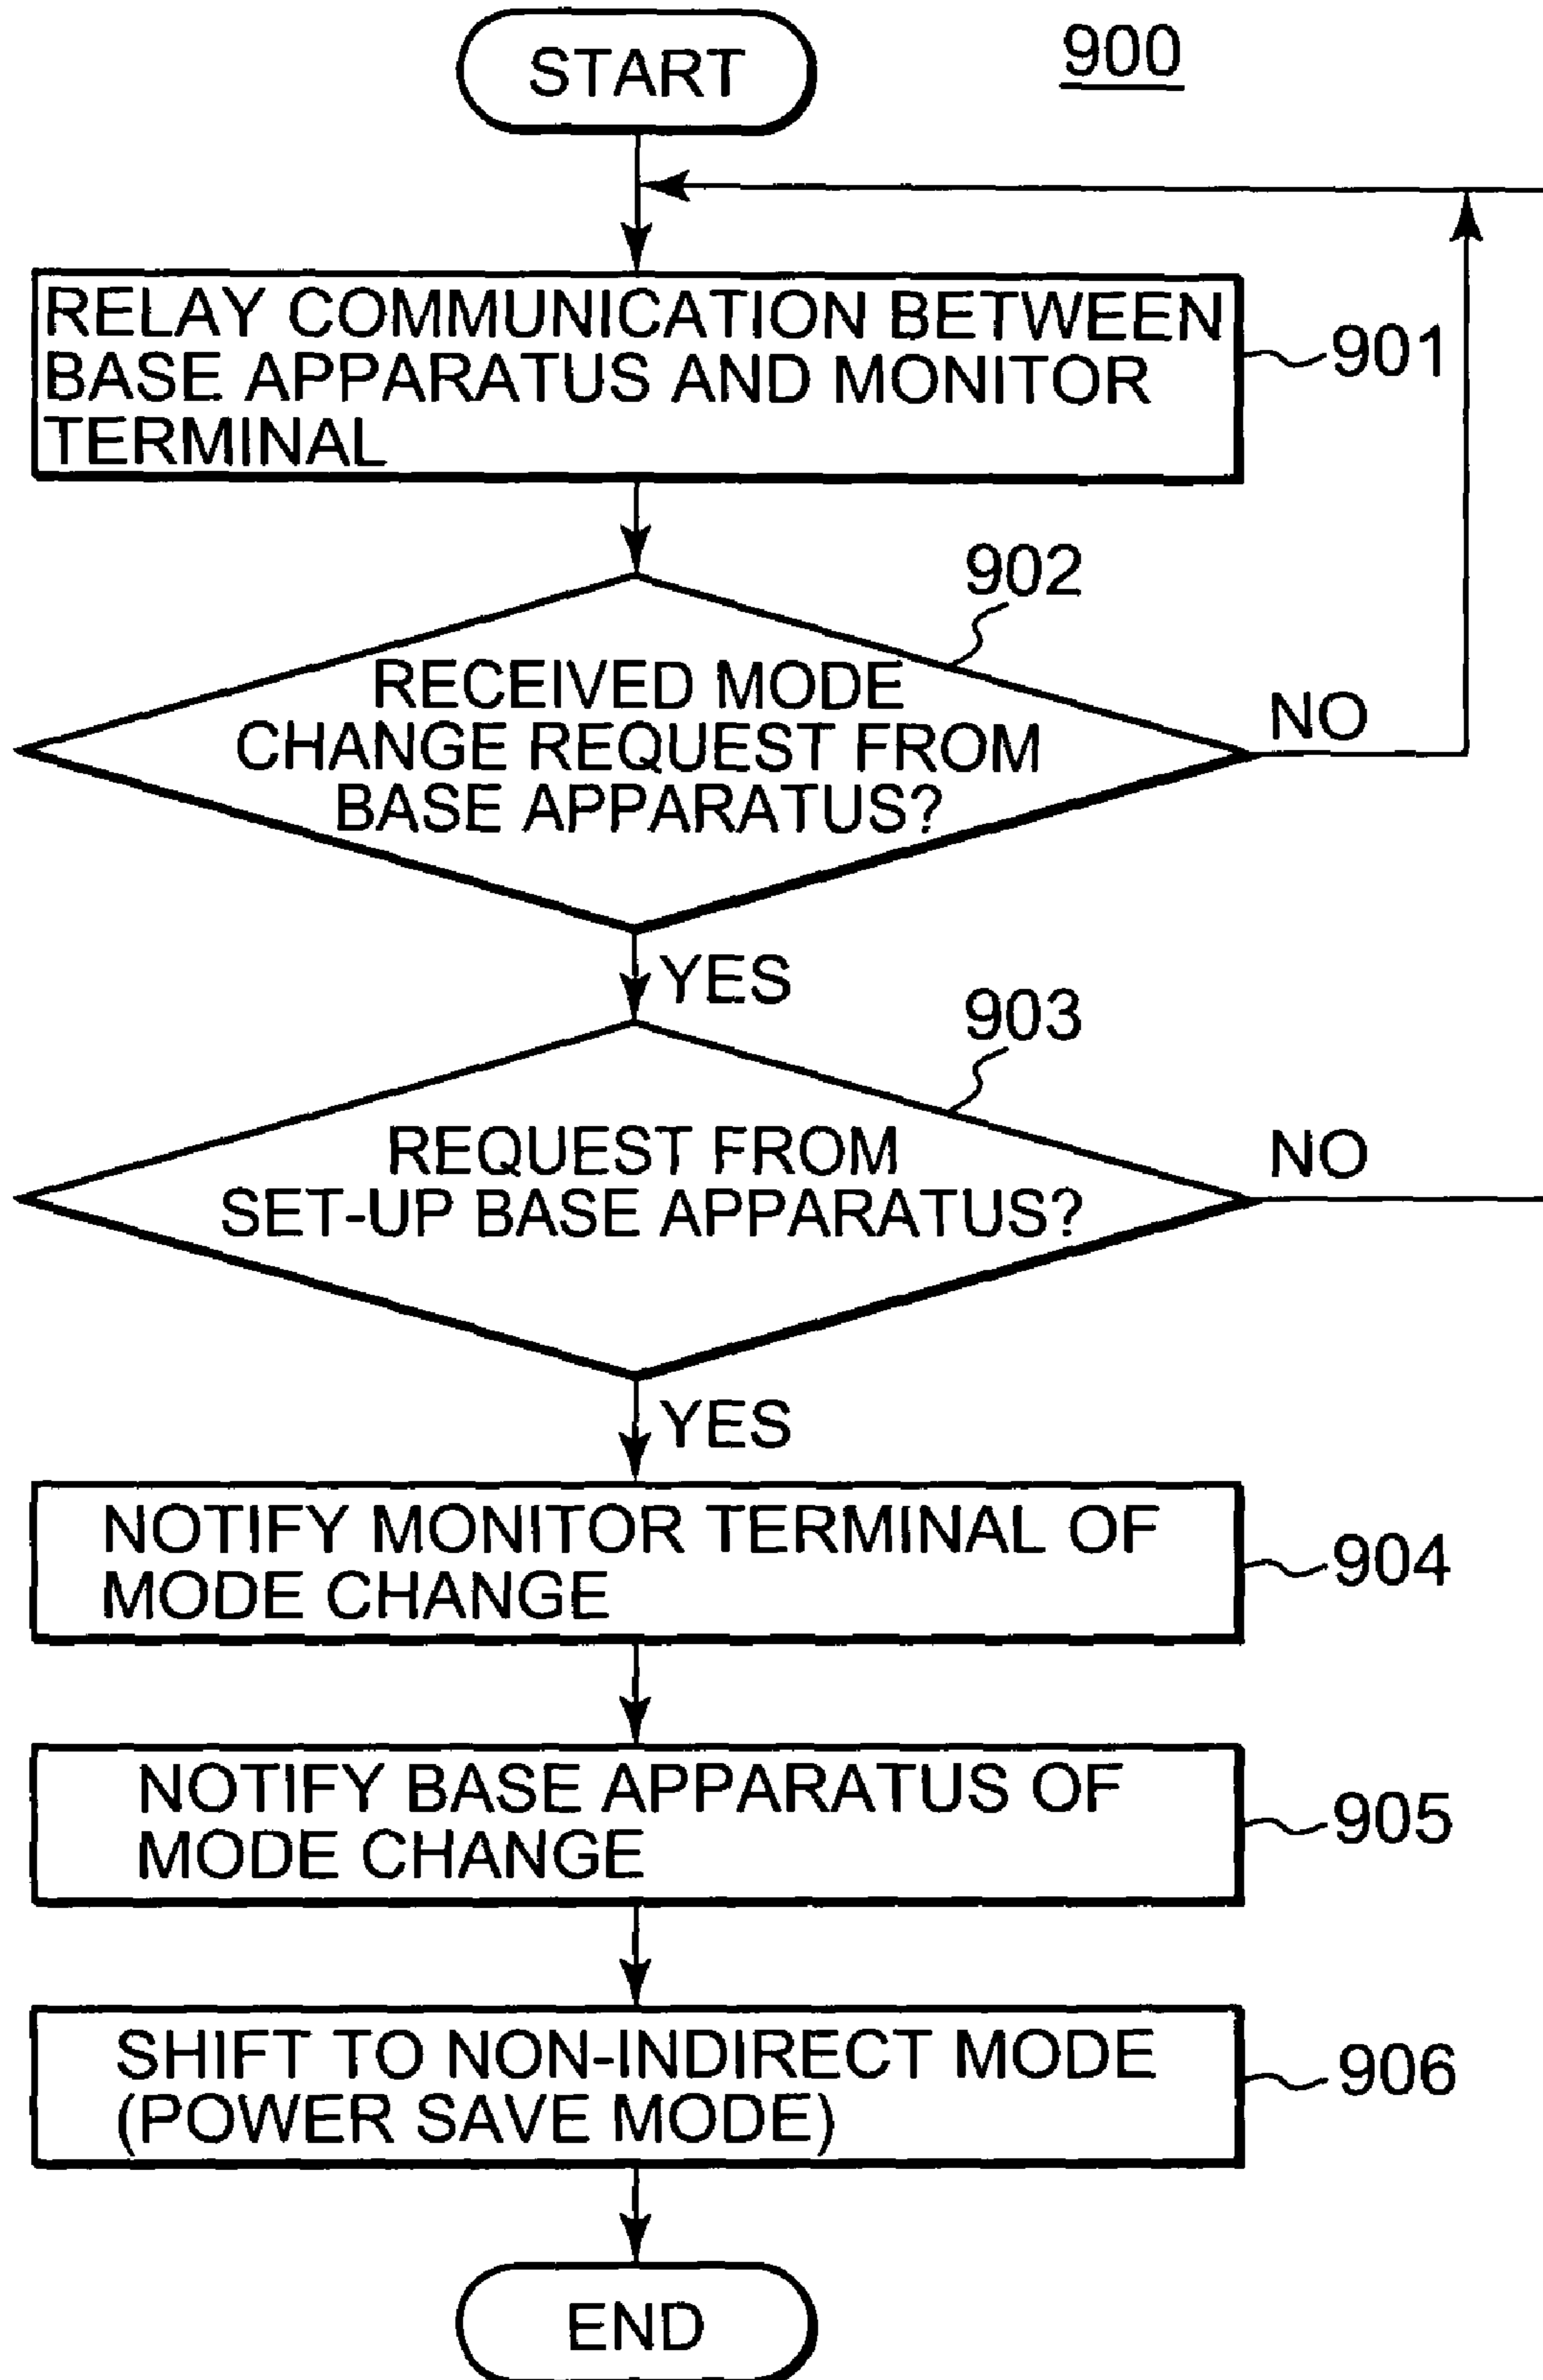 START
900
RELAY COMMUNICATION BETWEEN
BASE APPARATUS AND MONITOR
TERMINAL
901
902
RECEIVED MODE
CHANGE REQUEST FROM
BASE APPARATUS?
NO
YES
903
REQUEST FROM
SET-UP BASE APPARATUS?
NO
YES
NOTIFY MONITOR TERMINAL OF
MODE CHANGE
904
NOTIFY BASE APPARATUS OF
MODE CHANGE
905
SHIFT TO NON-INDIRECT MODE
(POWER SAVE MODE)
906
END